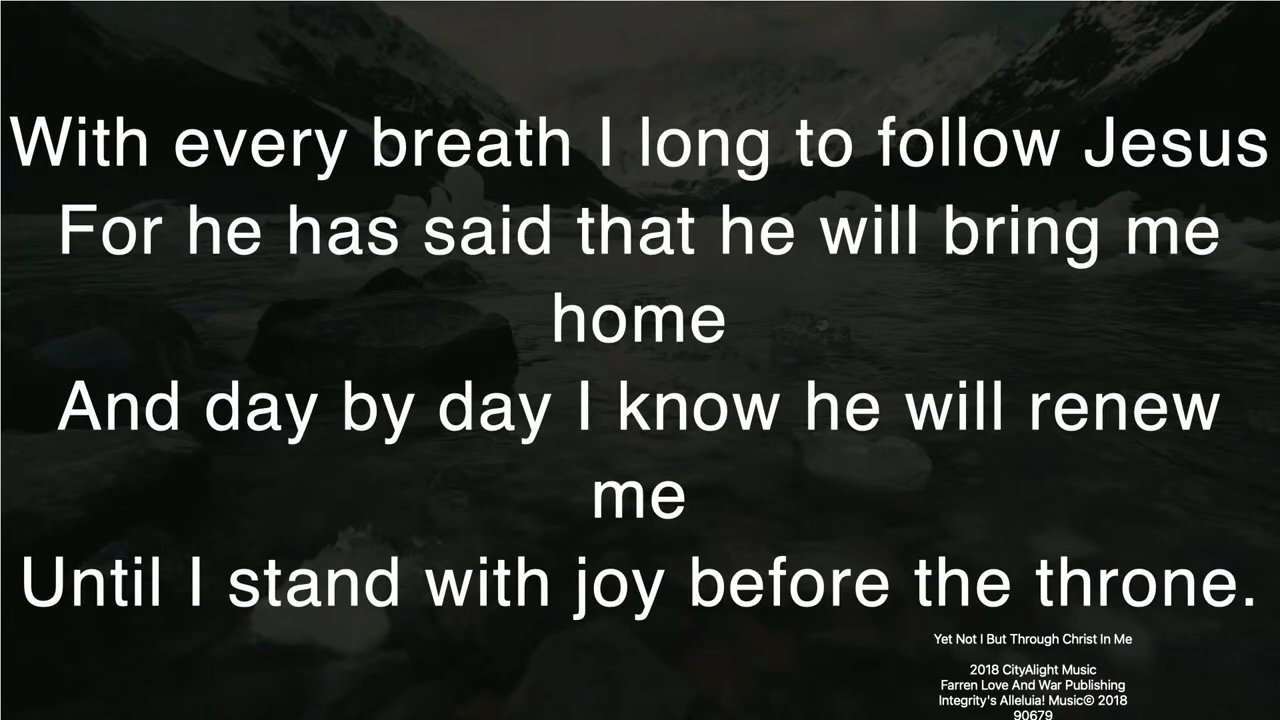 With every breath I long to follow Jesus
For he has said that he will bring me
home
And day by day I know he will renew
me
Until I stand with joy before the throne.
Yet Not I But Through Christ In Me
2018 CityAlight Music
Farren Love And War Publishing
Integrity's Alleluia! Music© 2018
90679